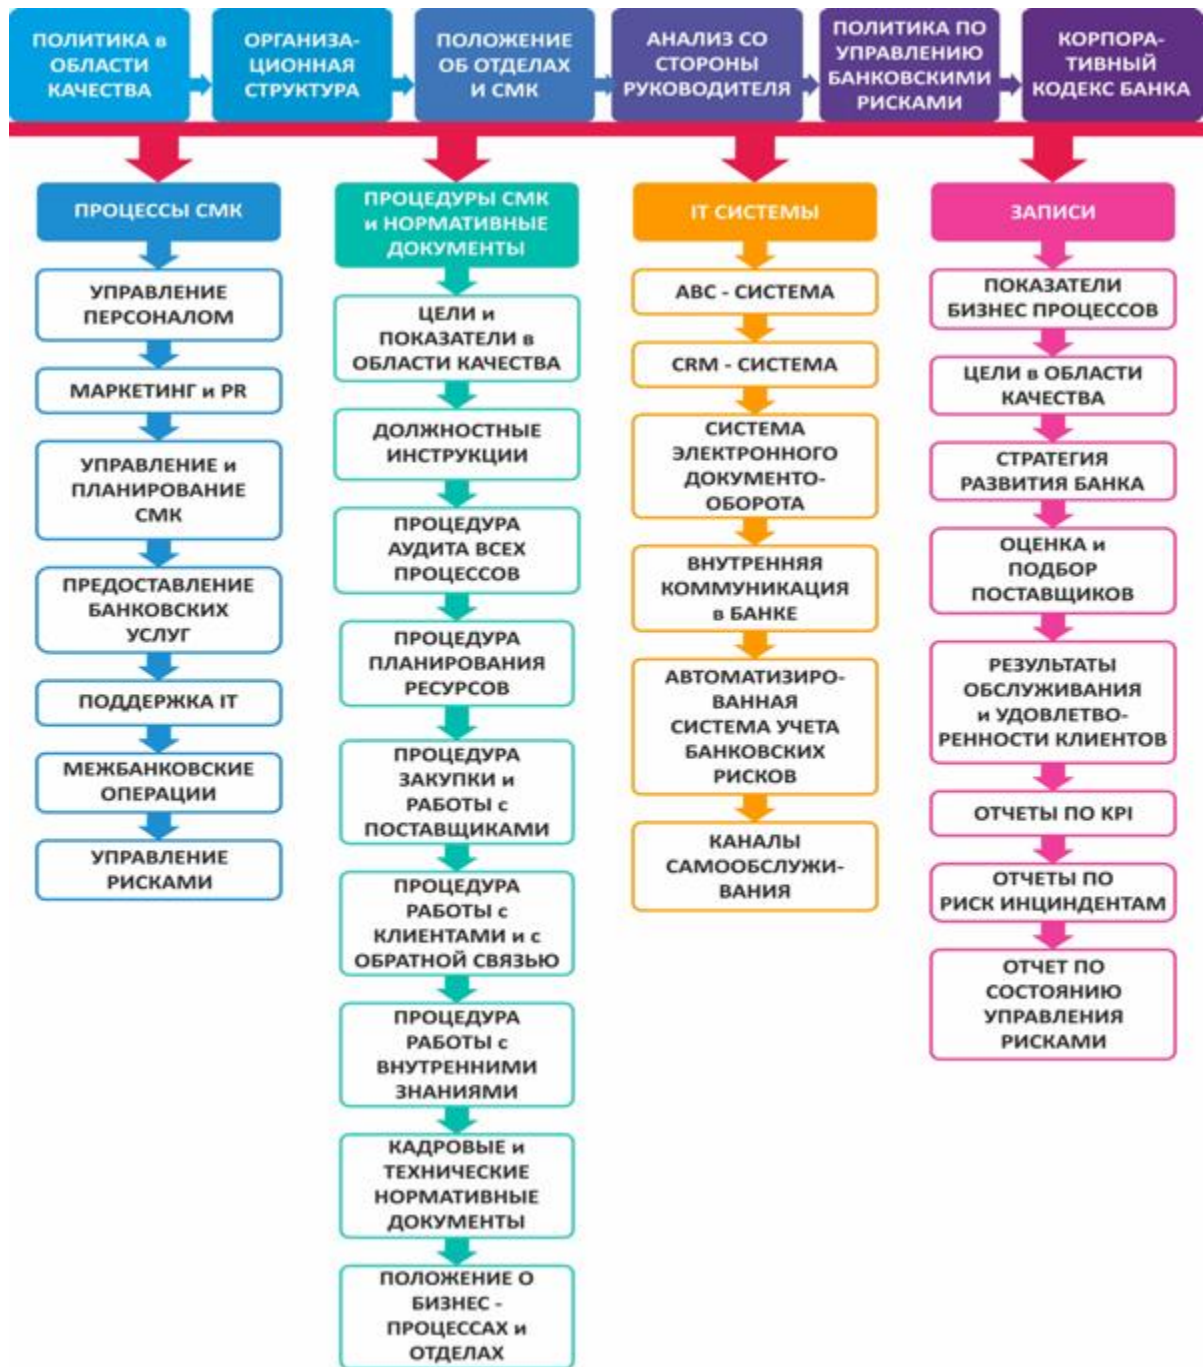 ПОЛИТИКА в
ОБЛАСТИ
КАЧЕСТВА
ОРГАНИЗА-
ЦИОННАЯ
СТРУКТУРА
ПОЛОЖЕНИЕ
ОБ ОТДЕЛАХ
И СМК
АНАЛИЗ СО
СТОРОНЫ
РУКОВОДИТЕЛЯ
ПОЛИТИКА ПО
УПРАВЛЕНИЮ
БАНКОВСКИМИ
РИСКАМИ
КОРПОРА-
ТИВНЫЙ
КОДЕКС БАНКА
ПРОЦЕССЫ СМК
УПРАВЛЕНИЕ
ПЕРСОНАЛОМ
МАРКЕТИНГ и PR
УПРАВЛЕНИЕ и
ПЛАНИРОВАНИЕ
СМК
ПРЕДОСТАВЛЕНИЕ
БАНКОВСКИХ
УСЛУГ
ПОДДЕРЖКА IT
МЕЖБАНКОВСКИЕ
ОПЕРАЦИИ
УПРАВЛЕНИЕ
РИСКАМИ
ПРОЦЕДУРЫ СМК
и НОРМАТИВНЫЕ
ДОКУМЕНТЫ
ЦЕЛИ и
ПОКАЗАТЕЛИ в
ОБЛАСТИ КАЧЕСТВА
ДОЛЖНОСТНЫЕ
ИНСТРУКЦИИ
ПРОЦЕДУРА
АУДИТА ВСЕХ
ПРОЦЕССОВ
ПРОЦЕДУРА
ПЛАНИРОВАНИЯ
РЕСУРСОВ
ПРОЦЕДУРА
ЗАКУПКИ и
РАБОТЫ с
ПОСТАВЩИКАМИ
ПРОЦЕДУРА
РАБОТЫ с
КЛИЕНТАМИ и с
ОБРАТНОЙ СВЯЗЬЮ
ПРОЦЕДУРА
РАБОТЫ с
ВНУТРЕННИМИ
ЗНАНИЯМИ
КАДРОВЫЕ и
ТЕХНИЧЕСКИЕ
НОРМАТИВНЫЕ
ДОКУМЕНТЫ
ПОЛОЖЕНИЕ О
БИЗНЕС -
ПРОЦЕССАХ и
ОТДЕЛАХ
IT СИСТЕМЫ
АВС - СИСТЕМА
CRM - СИСТЕМА
СИСТЕМА
ЭЛЕКТРОННОГО
ДОКУМЕНТО-
ОБОРОТА
ВНУТРЕННЯЯ
КОММУНИКАЦИЯ
в БАНКЕ
АВТОМАТИЗИРО-
ВАННАЯ
СИСТЕМА УЧЕТА
БАНКОВСКИХ
РИСКОВ
КАНАЛЫ
САМООБСЛУЖИ-
ВАНИЯ
ЗАПИСИ
ПОКАЗАТЕЛИ
БИЗНЕС ПРОЦЕССОВ
ЦЕЛИ в ОБЛАСТИ
КАЧЕСТВА
СТРАТЕГИЯ
РАЗВИТИЯ БАНКА
ОЦЕНКА и
ПОДБОР
ПОСТАВЩИКОВ
РЕЗУЛЬТАТЫ
ОБСЛУЖИВАНИЯ
и УДОВЛЕТВО-
РЕННОСТИ КЛИЕНТОВ
ОТЧЕТЫ ПО KPI
ОТЧЕТЫ ПО
РИСК ИНЦИНДЕНТАМ
ОТЧЕТ ПО
СОСТОЯНИЮ
УПРАВЛЕНИЯ
РИСКАМИ